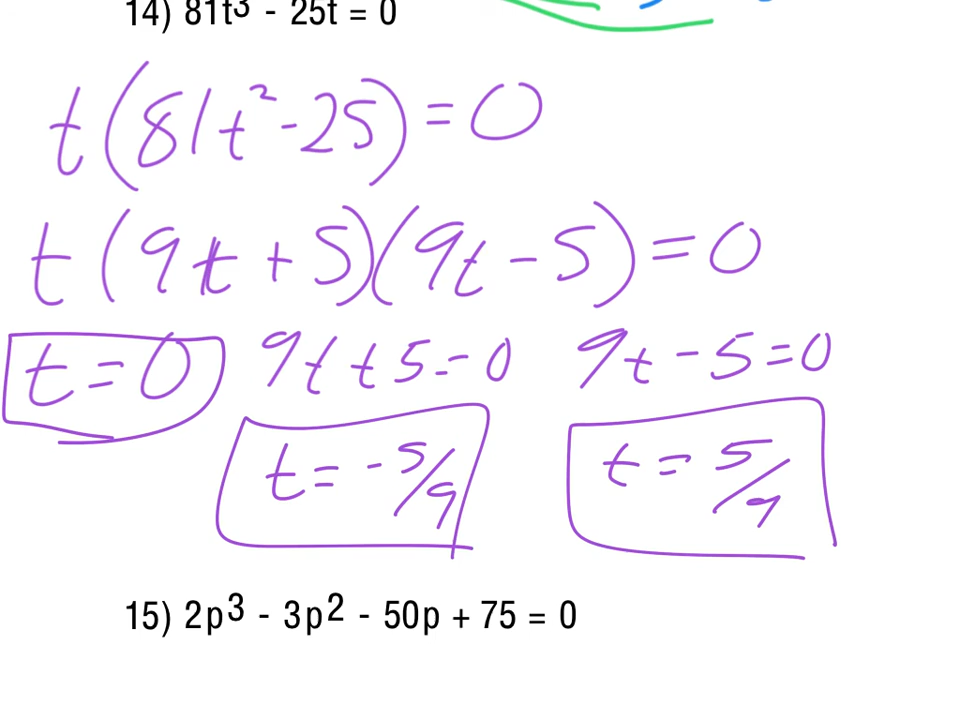 14) 81t³ - 25t = 0
t(81t² - 25) = 0
t(9t + 5)(9t - 5) = 0
t = 0 9t + 5 = 0 9t - 5 = 0
t = -5/9 t = 5/9
15) 2p³ - 3p² - 50p + 75 = 0